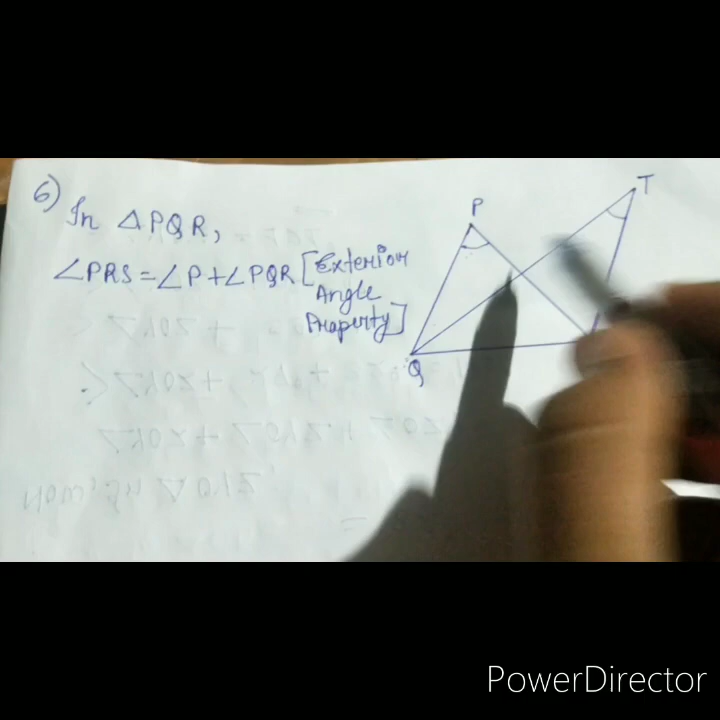 6) In △PQR,
∠PRS=∠P+∠PQR [Exterior
Angle
Property]
P
T
Q
PowerDirector